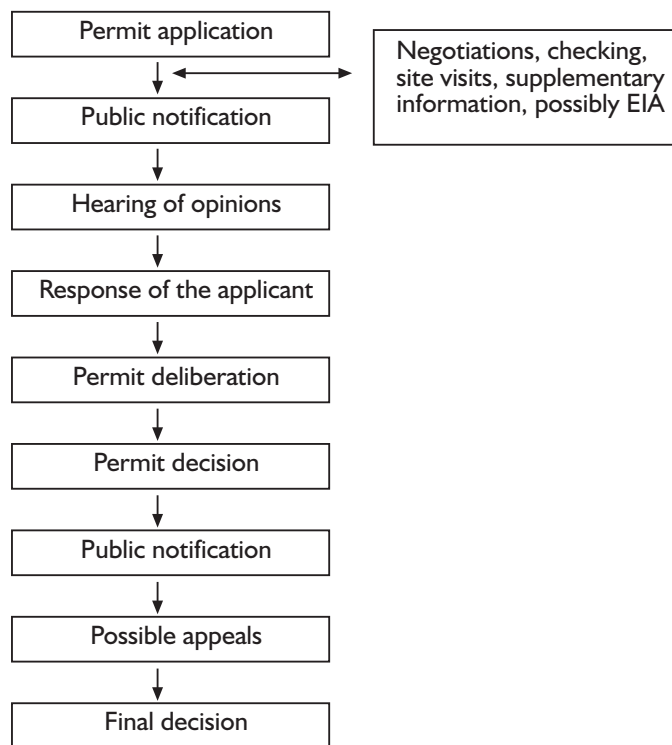 Permit application
Negotiations, checking,
site visits, supplementary
information, possibly EIA
Public notification
Hearing of opinions
Response of the applicant
Permit deliberation
Permit decision
Public notification
Possible appeals
Final decision